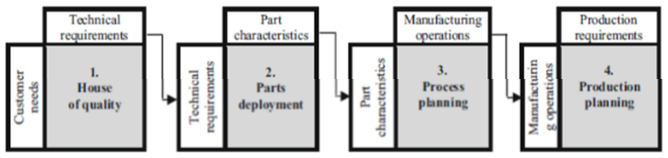 Technical
requirements
Customer
needs
1.
House
of quality
Part
characteristics
Technical
requirements
2.
Parts
deployment
Manufacturing
operations
Part
characteristics
3.
Process
planning
Production
requirements
Manufacturin
g operations
4.
Production
planning